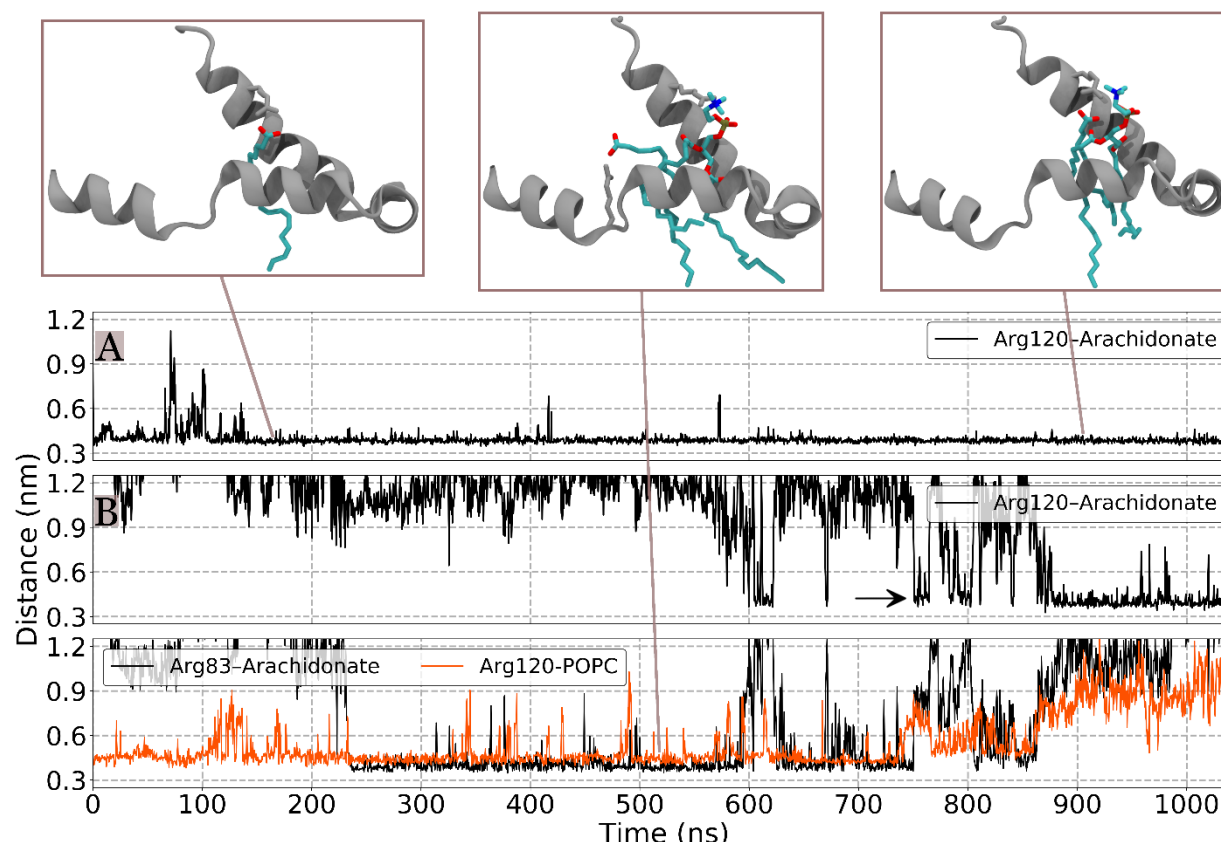 1.2
A
Arg120–Arachidonate
0.9
0.6
0.3
1.2
B
Arg120–Arachidonate
0.9
0.6
0.3
Distance (nm)
1.2
Arg83–Arachidonate
Arg120-POPC
0.9
0.6
0.3
0 100 200 300 400 500 600 700 800 900 1000
Time (ns)